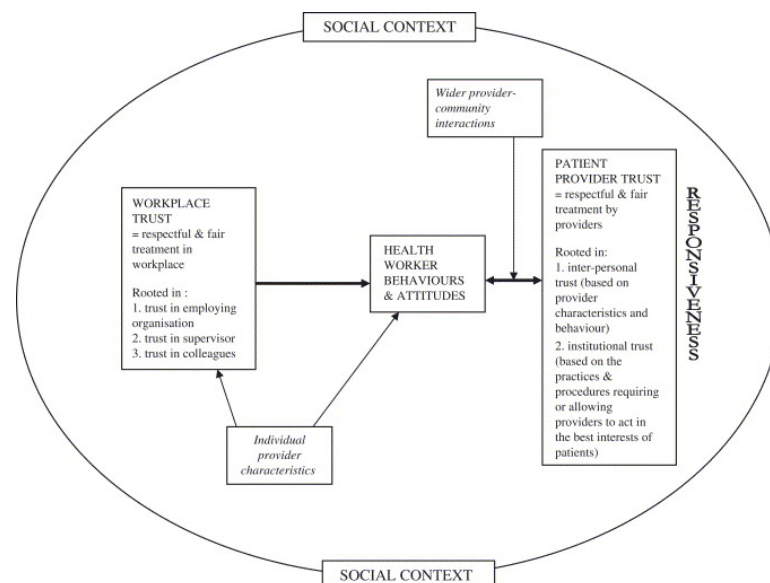 SOCIAL CONTEXT
Wider provider-
community
interactions
WORKPLACE
TRUST
= respectful & fair
treatment in
workplace
Rooted in :
1. trust in employing
organisation
2. trust in supervisor
3. trust in colleagues
HEALTH
WORKER
BEHAVIOURS
& ATTITUDES
PATIENT
PROVIDER TRUST
= respectful & fair
treatment by
providers
Rooted in:
1. inter-personal
trust (based on
provider
characteristics and
behaviour)
2. institutional trust
(based on the
practices &
procedures requiring
or allowing
providers to act in
the best interests of
patients)
RESPONSIVENESS
Individual
provider
characteristics
SOCIAL CONTEXT